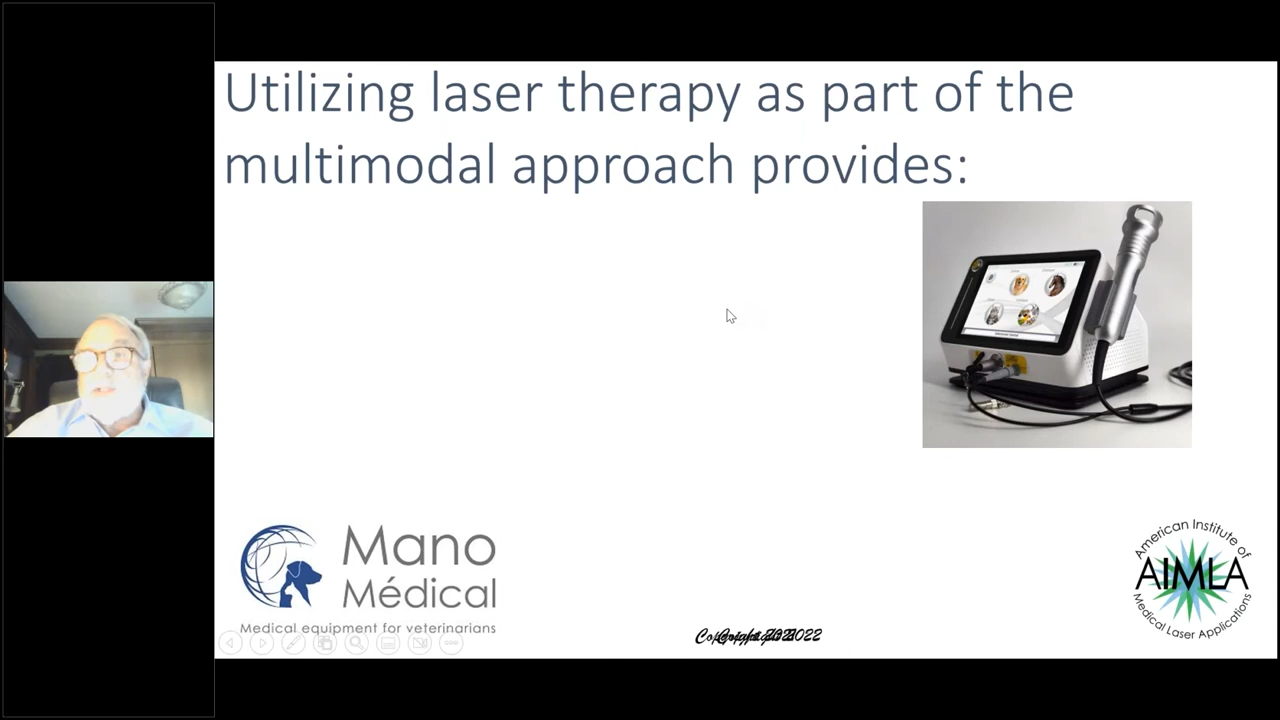 Utilizing laser therapy as part of the
multimodal approach provides:
Mano
Médical
Medical equipment for veterinarians
American Institute of
AIMLA
Medical Laser Applications